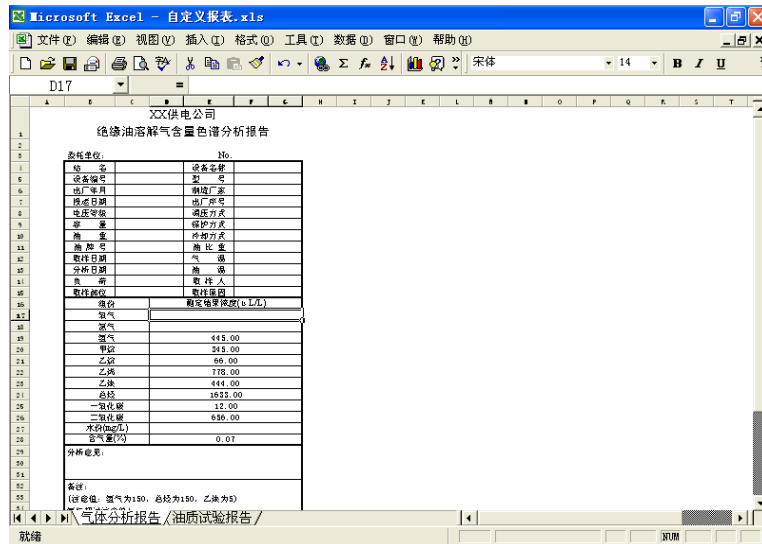 Microsoft Excel - 自定义报表.xls
文件(F) 编辑(E) 视图(V) 插入(I) 格式(O) 工具(T) 数据(D) 窗口(W) 帮助(H)
宋体 14 B I U
D17 =
XX供电公司
绝缘油溶解气含量色谱分析报告
委托单位: No.
站 名 设备名称
设备编号 型 号
出厂年月 制造厂家
投运日期 出厂序号
电压等级 调压方式
容 量 保护方式
油 重 冷却方式
油 牌 号 油 比 重
取样日期 气 温
分析日期 油 温
负 荷 取 样 人
取样部位 取样原因
组份 测定结果浓度(u L/L)
氧气
氮气
氢气 445.00
甲烷 345.00
乙烷 66.00
乙烯 778.00
乙炔 444.00
总烃 1633.00
一氧化碳 12.00
二氧化碳 656.00
水份(mg/L)
含气量(%) 0.07
分析意见:
备注:
(注意值: 氢气为150, 总烃为150, 乙炔为5)
气体分析报告 油质试验报告
就绪 NUM